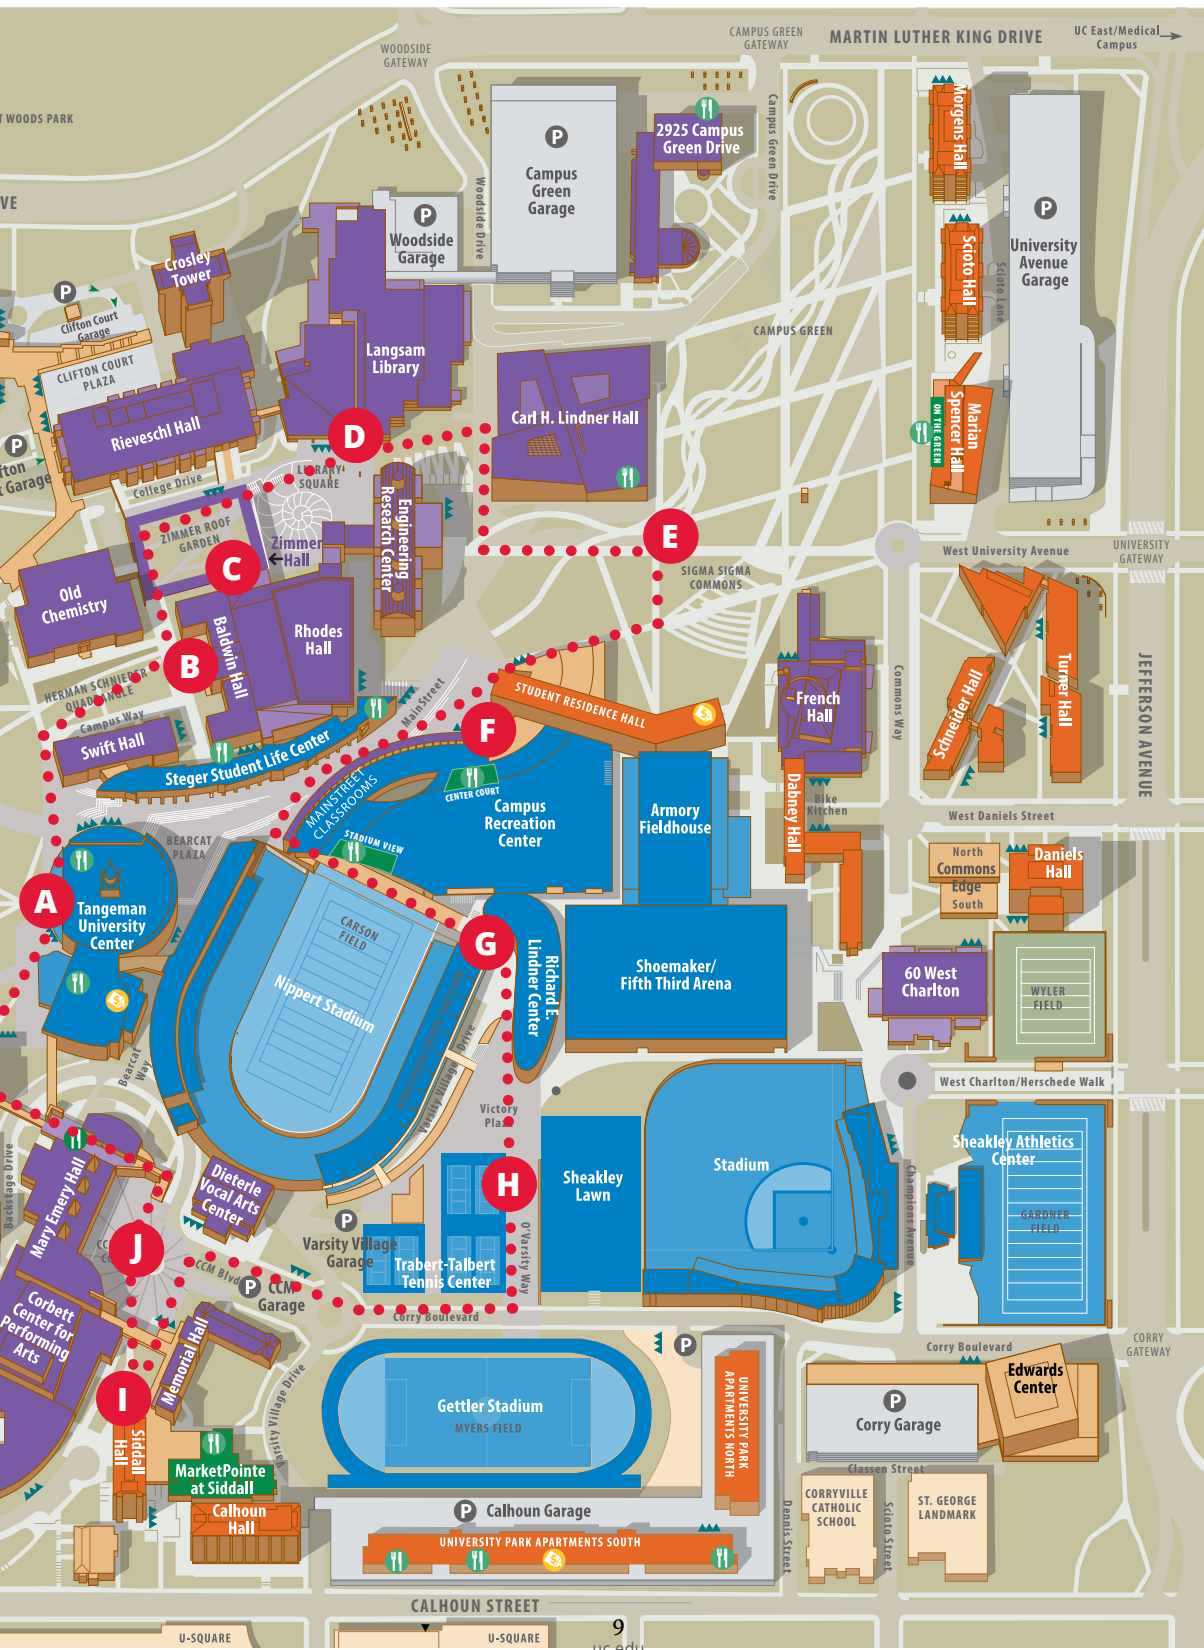 WOODSIDE
GATEWAY
CAMPUS GREEN
GATEWAY
MARTIN LUTHER KING DRIVE
UC East/Medical
Campus
T WOODS PARK
VE
P
Campus
Green
Garage
2925 Campus
Green Drive
Campus Green Drive
Morgens Hall
P
University
Avenue
Garage
Woodside Drive
P
Woodside
Garage
Scioto Hall
Scioto Lane
Crosley
Tower
P
Clifton Court
Garage
CLIFTON COURT
PLAZA
CAMPUS GREEN
Langsam
Library
Carl H. Lindner Hall
Marian
Spencer Hall
ON THE GREEN
Rieveschl Hall
D
P
fton
t Garage
College Drive
LIBRARY
SQUARE
ZIMMER ROOF
GARDEN
Zimmer
Hall
C
Engineering
Research Center
E
SIGMA SIGMA
COMMONS
West University Avenue
UNIVERSITY
GATEWAY
Old
Chemistry
Baldwin Hall
Rhodes
Hall
B
HERMAN SCHNEIDER
QUADRANGLE
Campus Way
Swift Hall
Steger Student Life Center
MainStreet
STUDENT RESIDENCE HALL
F
French
Hall
Commons Way
Schneider Hall
Turner Hall
JEFFERSON AVENUE
MAINSTREET
CLASSROOMS
CENTER COURT
Campus
Recreation
Center
Armory
Fieldhouse
Dabney Hall
Bike
Kitchen
West Daniels Street
BEARCAT
PLAZA
STADIUM VIEW
North
Commons
Edge
South
Daniels
Hall
A
Tangeman
University
Center
CARSON
FIELD
Nippert Stadium
G
Richard E.
Lindner Center
Shoemaker/
Fifth Third Arena
60 West
Charlton
WYLER
FIELD
Bearcat
Way
Varsity Village Drive
West Charlton/Herschede Walk
Victory
Plaza
Sheakley
Lawn
Stadium
Sheakley Athletics
Center
GARDNER
FIELD
Champions Avenue
Backstage Drive
Mary Emery Hall
Dieterle
Vocal Arts
Center
H
P
Varsity Village
Garage
Trabert-Talbert
Tennis Center
O'Varsity Way
J
CCM Blvd
P
CCM
Garage
Corry Boulevard
Corbett
Center for
Performing
Arts
Memorial Hall
I
Varsity Village Drive
Gettler Stadium
MYERS FIELD
P
UNIVERSITY PARK
APARTMENTS NORTH
Corry Boulevard
CORRY
GATEWAY
Edwards
Center
P
Corry Garage
Siddall
Hall
MarketPointe
at Siddall
Calhoun
Hall
P
Calhoun Garage
UNIVERSITY PARK APARTMENTS SOUTH
Classen Street
CORRYVILLE
CATHOLIC
SCHOOL
ST. GEORGE
LANDMARK
Dennis Street
Scioto Street
CALHOUN STREET
9
uc.edu
U-SQUARE
U-SQUARE